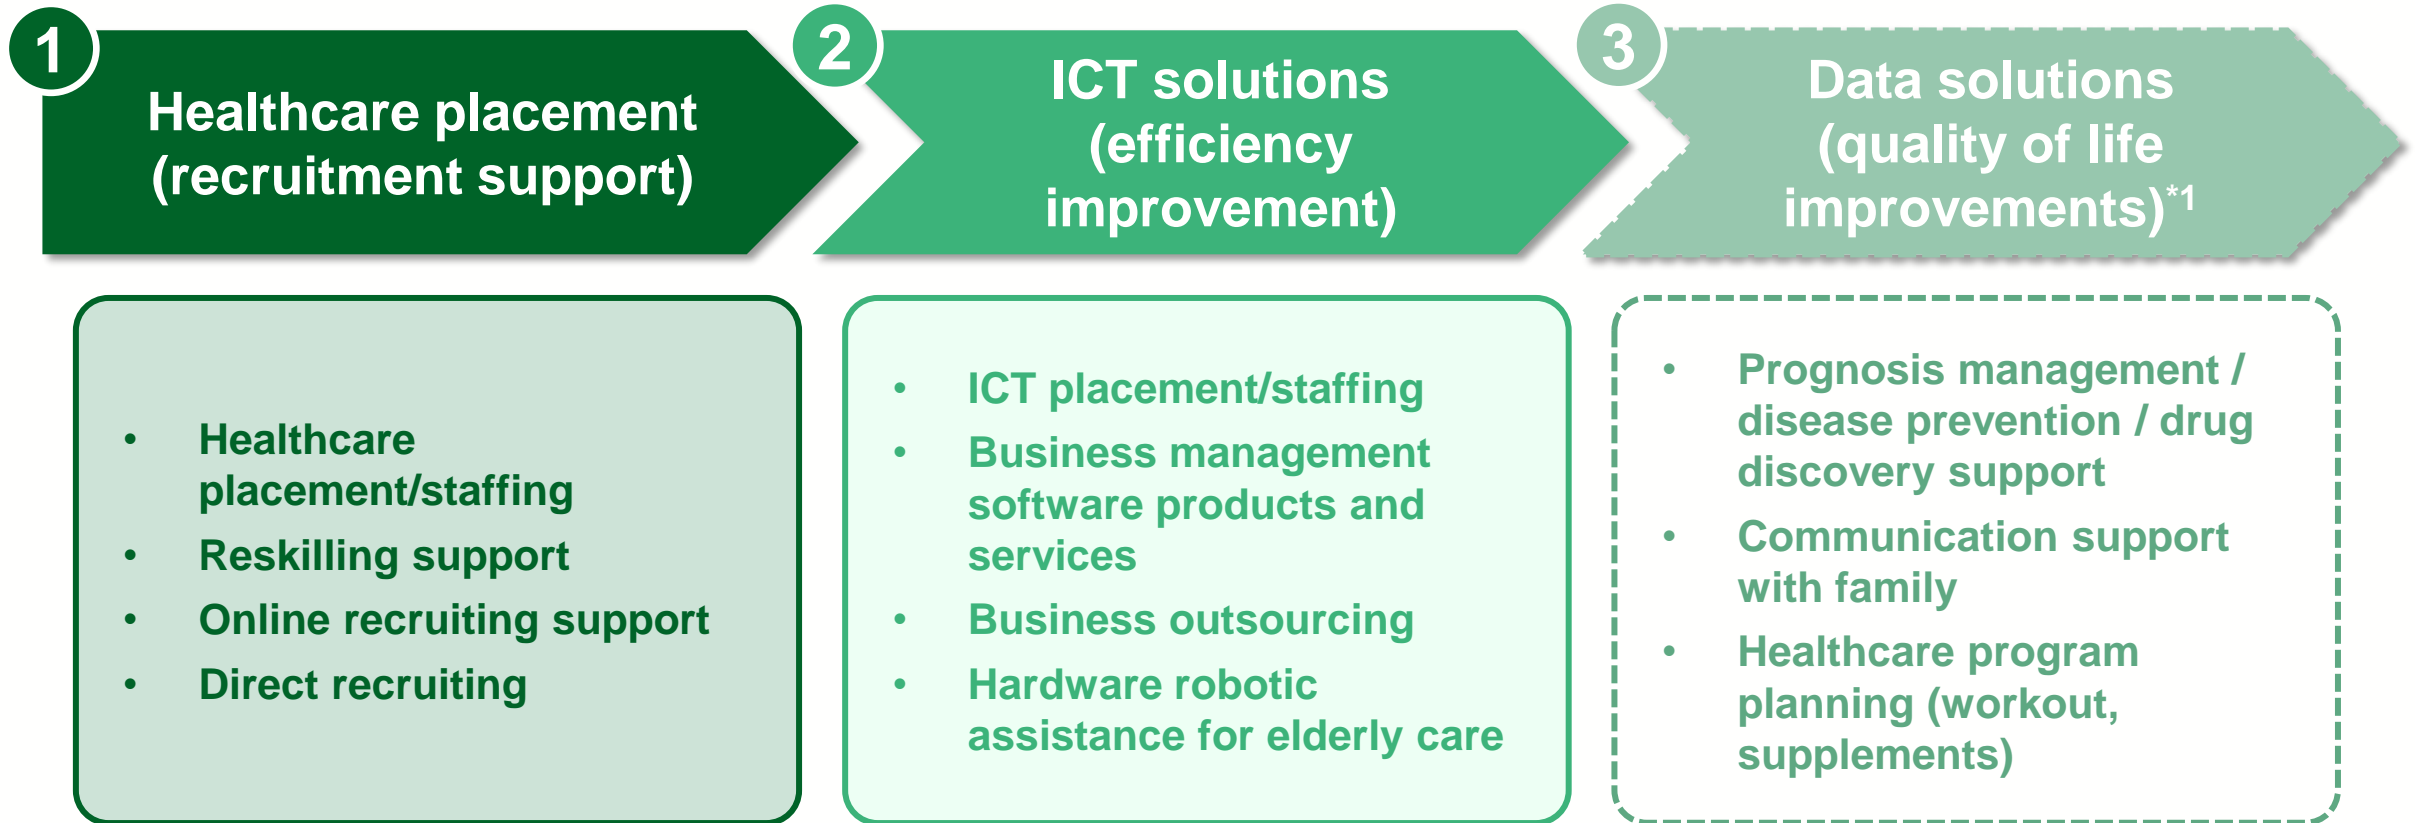 1
Healthcare placement
(recruitment support)
• Healthcare
placement/staffing
• Reskilling support
• Online recruiting support
• Direct recruiting
2
ICT solutions
(efficiency
improvement)
• ICT placement/staffing
• Business management
software products and
services
• Business outsourcing
• Hardware robotic
assistance for elderly care
3
Data solutions
(quality of life
improvements)*1
• Prognosis management /
disease prevention / drug
discovery support
• Communication support
with family
• Healthcare program
planning (workout,
supplements)